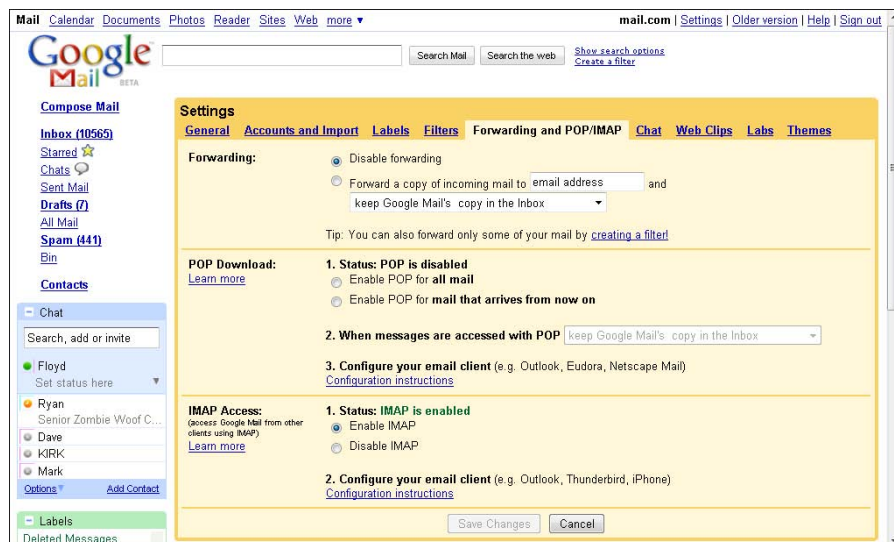 Mail Calendar Documents Photos Reader Sites Web more ▼ mail.com | Settings | Older version | Help | Sign out
Google Mail BETA
Search Mail Search the web Show search options
Create a filter
Compose Mail
Inbox (10565)
Starred
Chats
Sent Mail
Drafts (7)
All Mail
Spam (441)
Bin
Contacts
Chat
Search, add or invite
Floyd
Set status here
Ryan
Senior Zombie Woof C...
Dave
KIRK
Mark
Options Add Contact
Labels
Deleted Messages
Settings
General Accounts and Import Labels Filters Forwarding and POP/IMAP Chat Web Clips Labs Themes
Forwarding: Disable forwarding
Forward a copy of incoming mail to email address and
keep Google Mail's copy in the Inbox
Tip: You can also forward only some of your mail by creating a filter!
POP Download: 1. Status: POP is disabled
Learn more Enable POP for all mail
Enable POP for mail that arrives from now on
2. When messages are accessed with POP keep Google Mail's copy in the Inbox
3. Configure your email client (e.g. Outlook, Eudora, Netscape Mail)
Configuration instructions
IMAP Access: 1. Status: IMAP is enabled
(access Google Mail from other Enable IMAP
clients using IMAP)
Learn more Disable IMAP
2. Configure your email client (e.g. Outlook, Thunderbird, iPhone)
Configuration instructions
Save Changes Cancel